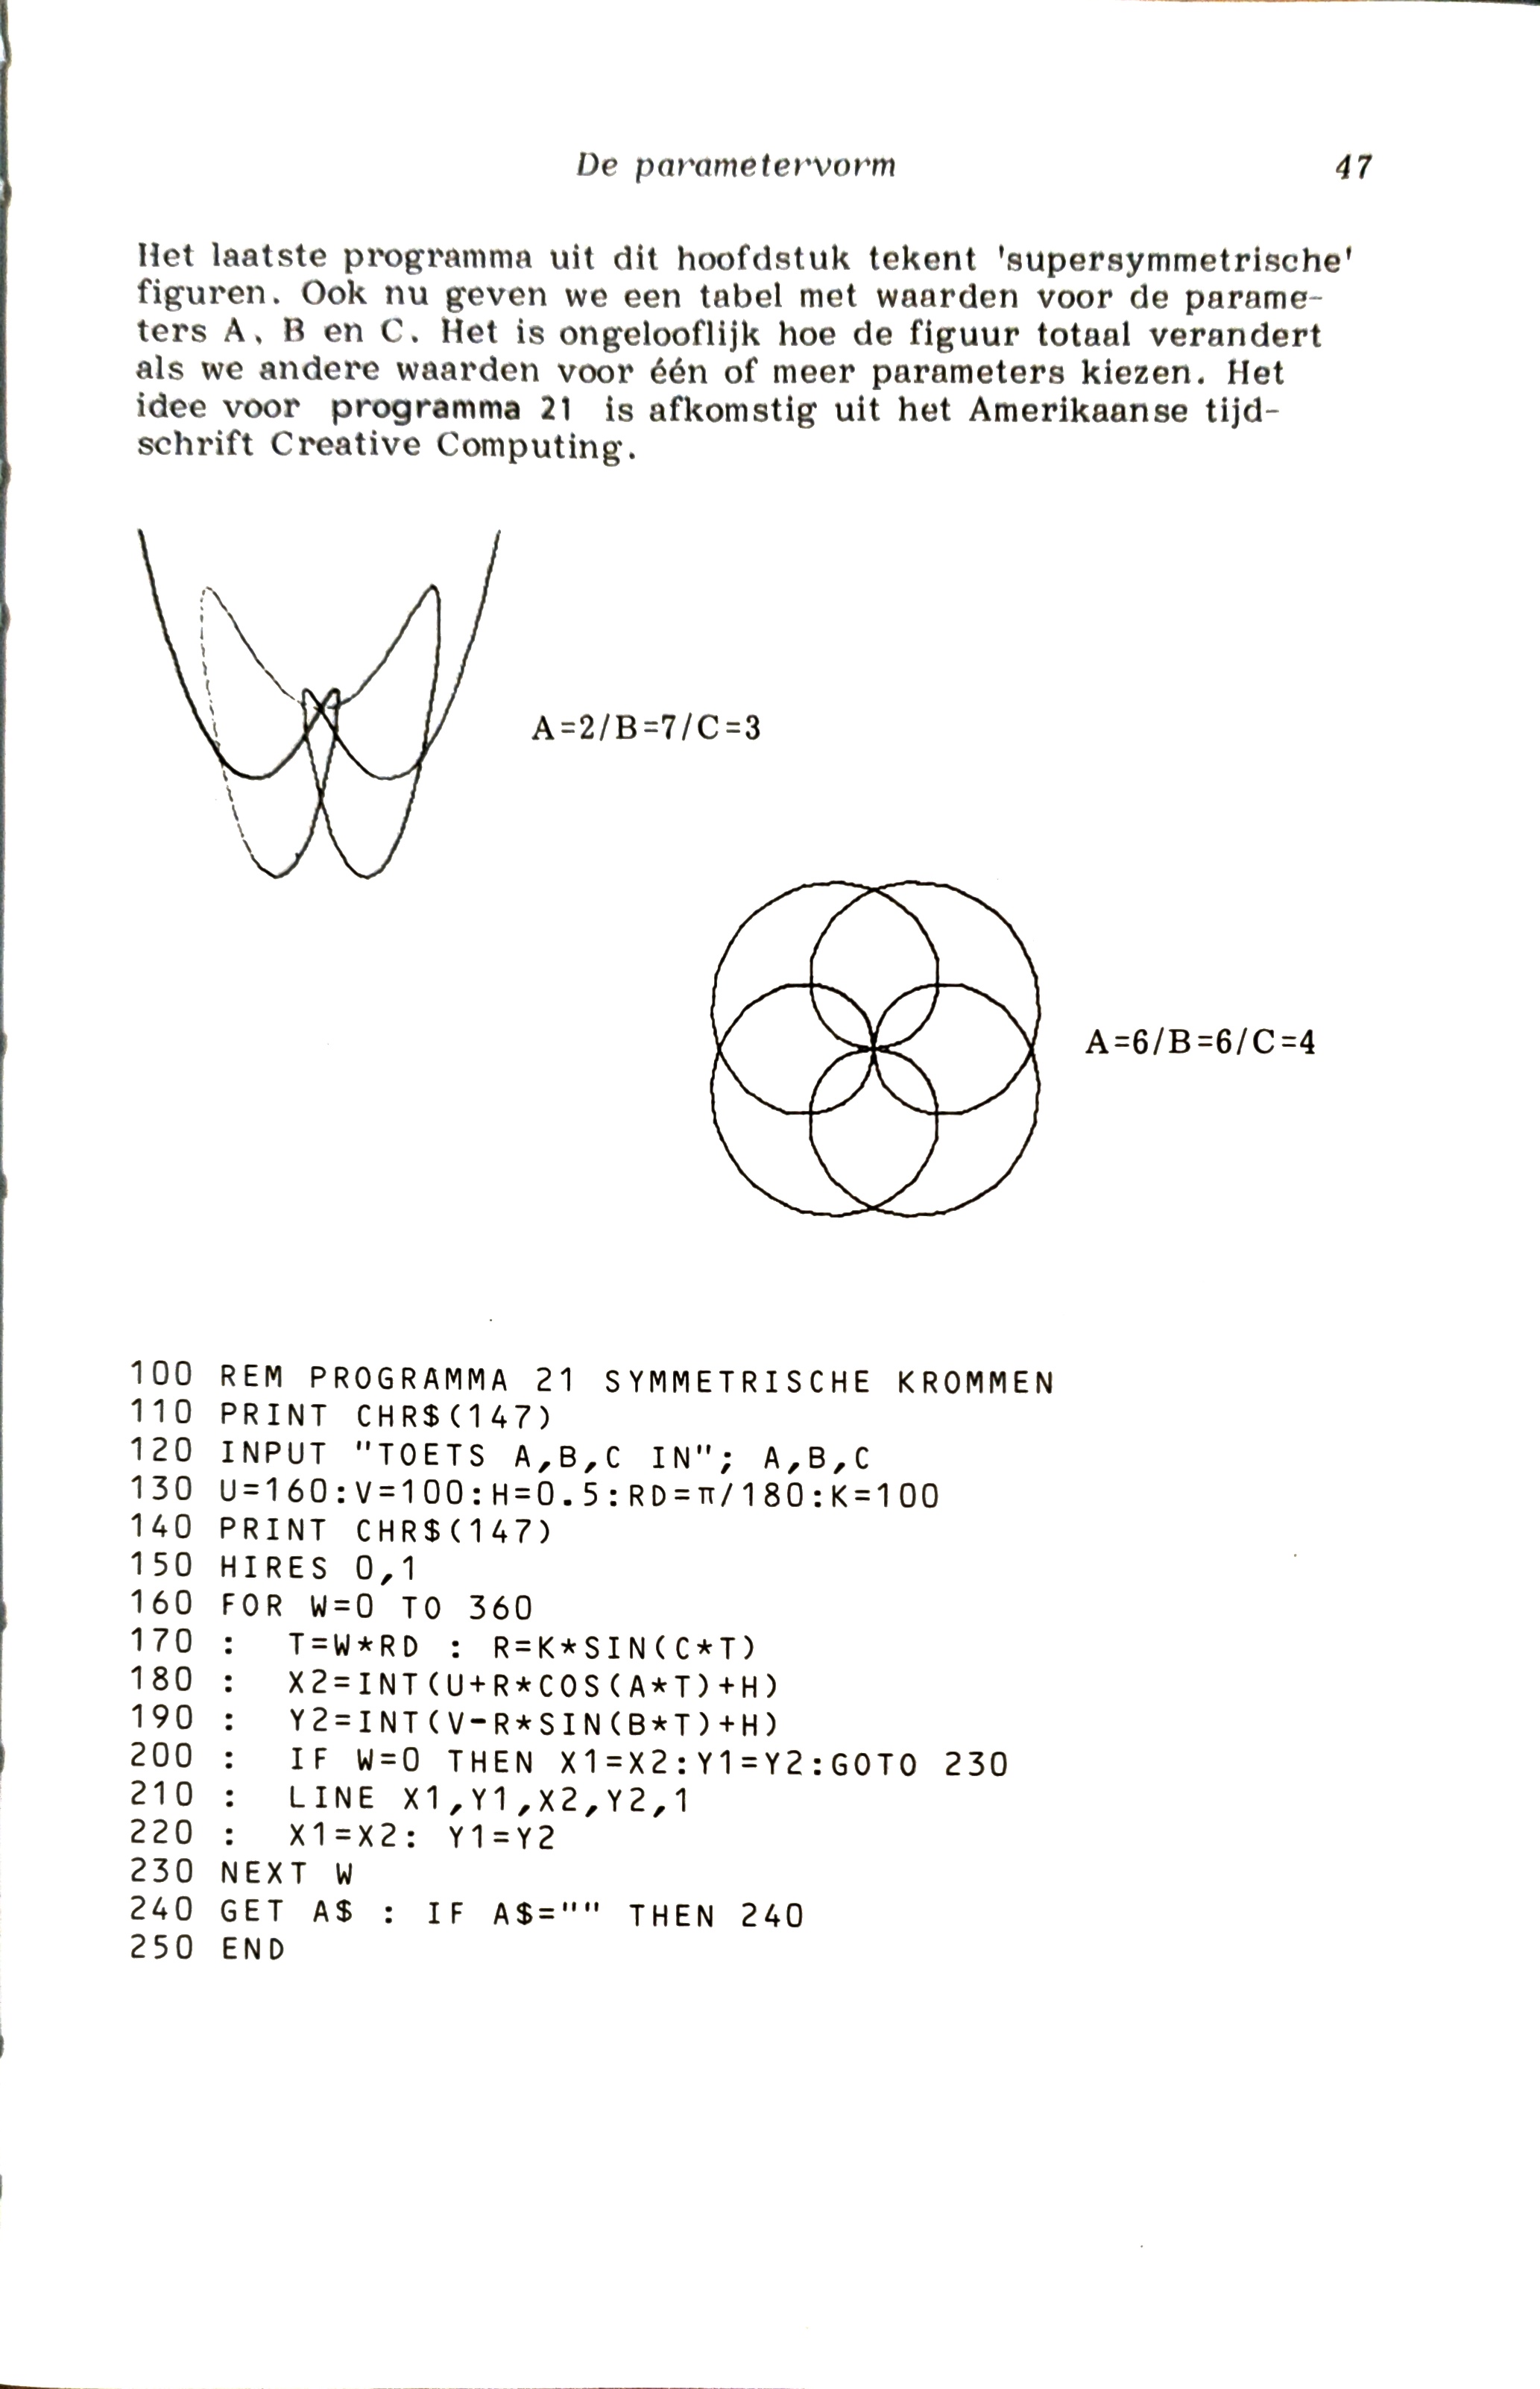 De parametervorm 47
Het laatste programma uit dit hoofdstuk tekent 'supersymmetrische'
figuren. Ook nu geven we een tabel met waarden voor de parame-
ters A, B en C. Het is ongelooflijk hoe de figuur totaal verandert
als we andere waarden voor één of meer parameters kiezen. Het
idee voor programma 21 is afkomstig uit het Amerikaanse tijd-
schrift Creative Computing.
A=2/B=7/C=3
A=6/B=6/C=4
100 REM PROGRAMMA 21 SYMMETRISCHE KROMMEN
110 PRINT CHR$(147)
120 INPUT "TOETS A,B,C IN"; A,B,C
130 U=160:V=100:H=0.5:RD=π/180:K=100
140 PRINT CHR$(147)
150 HIRES 0,1
160 FOR W=0 TO 360
170 :  T=W*RD : R=K*SIN(C*T)
180 :  X2=INT(U+R*COS(A*T)+H)
190 :  Y2=INT(V-R*SIN(B*T)+H)
200 :  IF W=0 THEN X1=X2:Y1=Y2:GOTO 230
210 :  LINE X1,Y1,X2,Y2,1
220 :  X1=X2: Y1=Y2
230 NEXT W
240 GET A$ : IF A$="" THEN 240
250 END